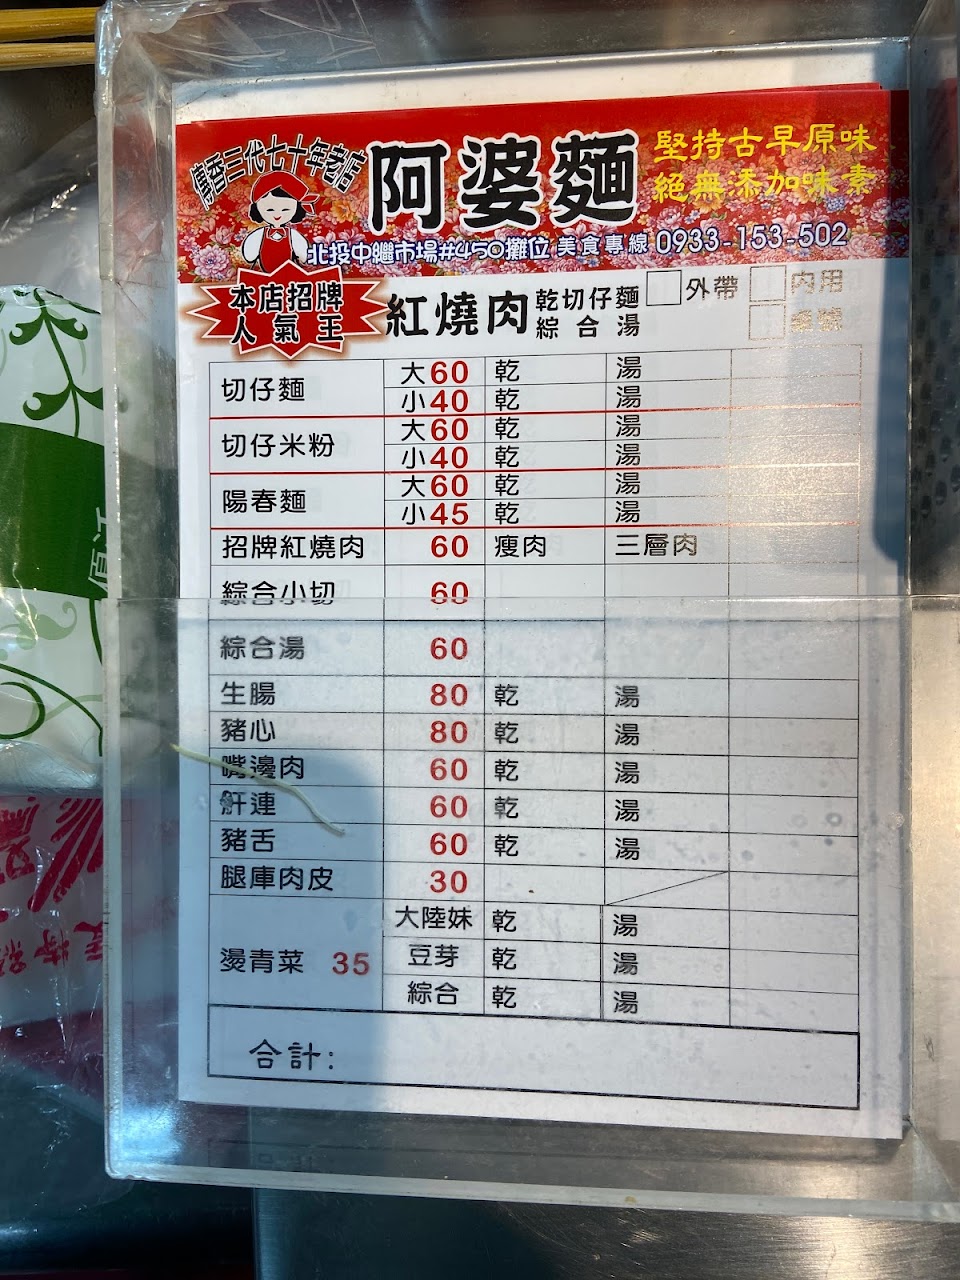 傳香三代七十年老店
阿婆麵
堅持古早原味
絕無添加味素
北投中繼市場#450攤位 美食專線 0933-153-502
本店招牌
人氣王
紅燒肉 乾切仔麵 綜合湯
外帶 內用
桌號
切仔麵 大60 乾 湯
小40 乾 湯
切仔米粉 大60 乾 湯
小40 乾 湯
陽春麵 大60 乾 湯
小45 乾 湯
招牌紅燒肉 60 瘦肉 三層肉
綜合小切 60
綜合湯 60
生腸 80 乾 湯
豬心 80 乾 湯
嘴邊肉 60 乾 湯
肝連 60 乾 湯
豬舌 60 乾 湯
腿庫肉皮 30
燙青菜 35 大陸妹 乾 湯
豆芽 乾 湯
綜合 乾 湯
合計: